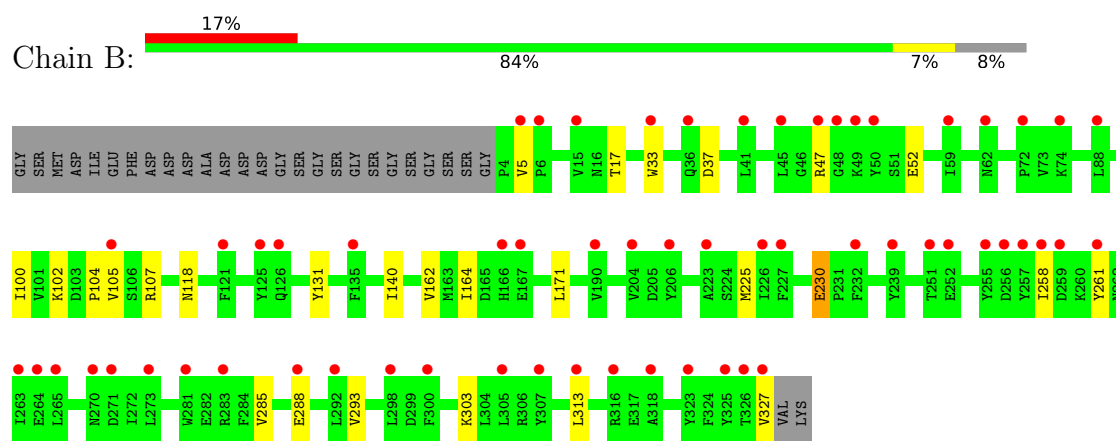 17%
Chain B:
84% 7% 8%
GLY SER MET ASP ILE GLU PHE ASP ASP ASP ALA ASP ASP ASP GLY SER GLY SER SER GLY SER GLY SER GLY SER SER GLY P4 V5 P6 V15 N16 T17 W33 Q36 D37 L41 L45 G46 R47 G48 K49 Y50 S51 E52 I59 N62 P72 V73 K74 L88
I100 V101 K102 D103 P104 V105 S106 R107 N118 F121 Y125 Q126 Y131 F135 I140 V162 M163 I164 D165 H166 E167 L171 V190 V204 D205 Y206 A223 S224 M225 I226 F227 E230 P231 F232 Y239 T251 E252 Y255 D256 Y257 I258 D259 K260 Y261
I263 E264 L265 N270 D271 I272 L273 W281 E282 R283 F284 V285 E288 L292 V293 L298 D299 F300 K303 L304 L305 R306 Y307 L313 R316 E317 A318 Y323 F324 Y325 T326 V327 VAL LYS